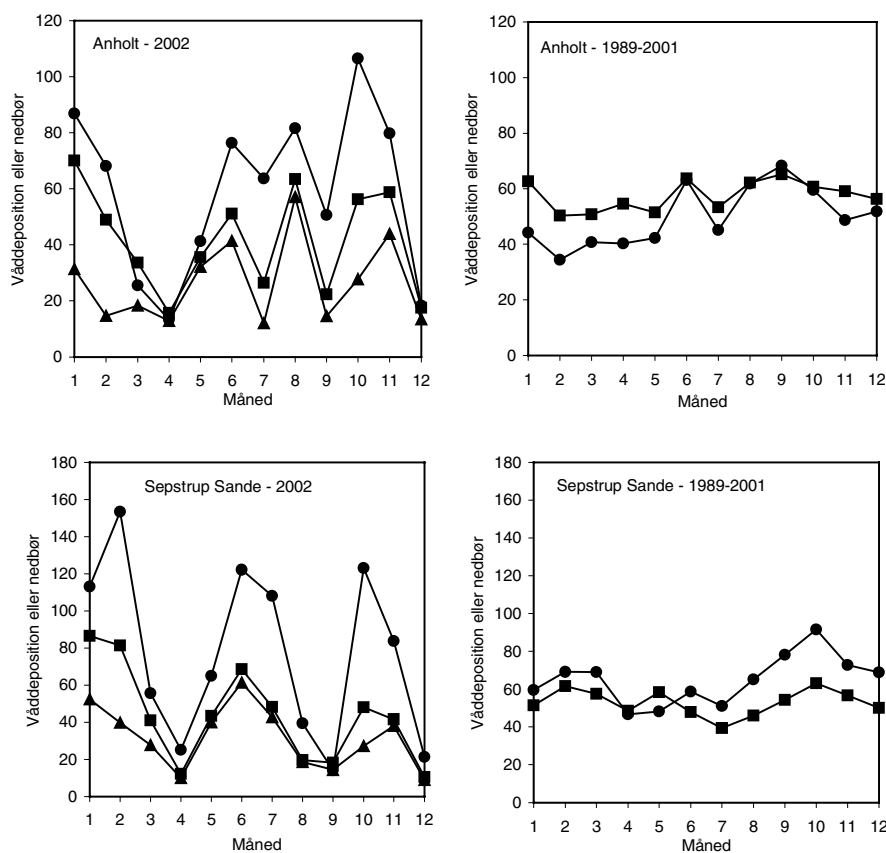 Anholt - 2002
Våddeposition eller nedbør
120
100
80
60
40
20
0
1 2 3 4 5 6 7 8 9 10 11 12
Måned
Anholt - 1989-2001
Våddeposition eller nedbør
120
100
80
60
40
20
0
1 2 3 4 5 6 7 8 9 10 11 12
Måned
Sepstrup Sande - 2002
Våddeposition eller nedbør
180
160
140
120
100
80
60
40
20
0
1 2 3 4 5 6 7 8 9 10 11 12
Måned
Sepstrup Sande - 1989-2001
Våddeposition eller nedbør
180
160
140
120
100
80
60
40
20
0
1 2 3 4 5 6 7 8 9 10 11 12
Måned